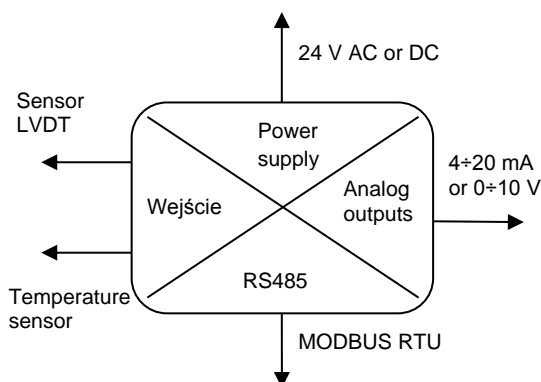 24 V AC or DC
Sensor
LVDT
Power
supply
4÷20 mA
or 0÷10 V
Wejście
Analog
outputs
RS485
Temperature
sensor
MODBUS RTU